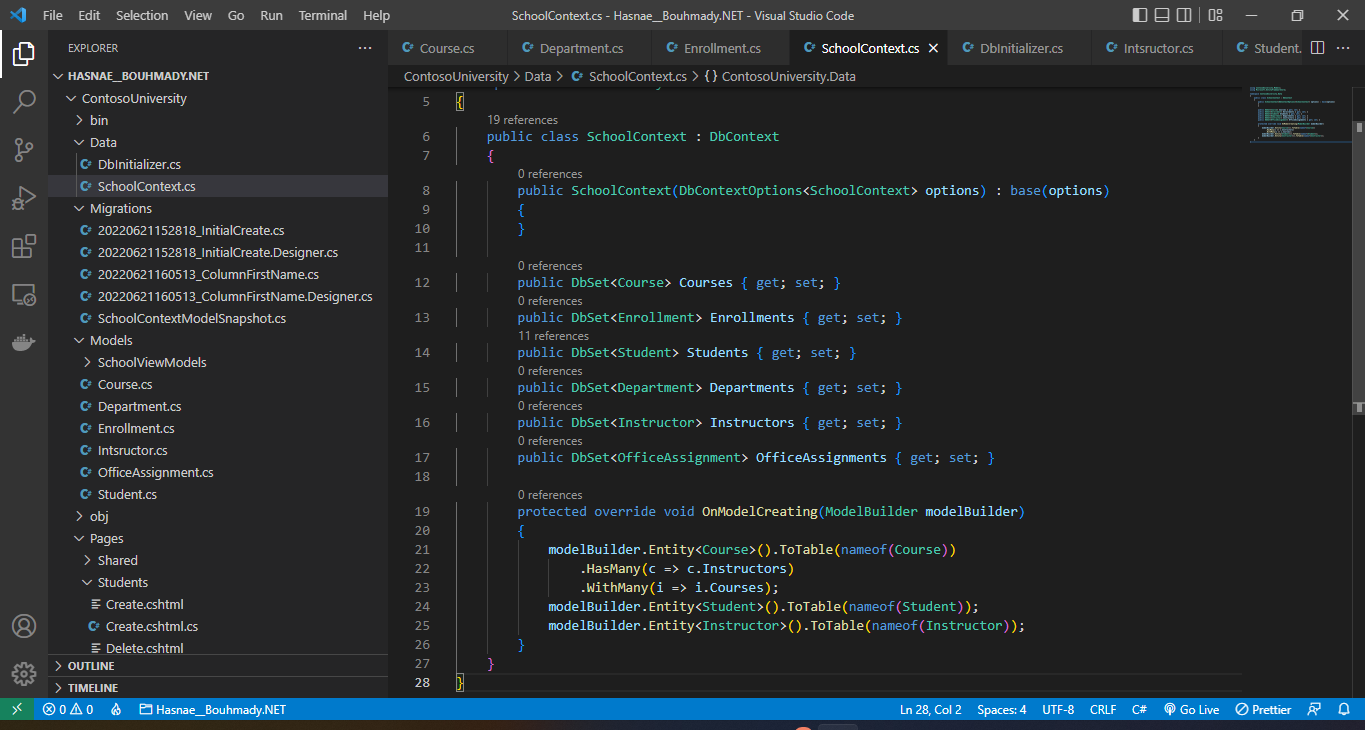 File Edit Selection View Go Run Terminal Help
SchoolContext.cs - Hasnae__Bouhmady.NET - Visual Studio Code
EXPLORER
HASNAE__BOUHMADY.NET
ContosoUniversity
bin
Data
DbInitializer.cs
SchoolContext.cs
Migrations
20220621152818_InitialCreate.cs
20220621152818_InitialCreate.Designer.cs
20220621160513_ColumnFirstName.cs
20220621160513_ColumnFirstName.Designer.cs
SchoolContextModelSnapshot.cs
Models
SchoolViewModels
Course.cs
Department.cs
Enrollment.cs
Intsructor.cs
OfficeAssignment.cs
Student.cs
obj
Pages
Shared
Students
Create.cshtml
Create.cshtml.cs
Delete.cshtml
OUTLINE
TIMELINE
Course.cs Department.cs Enrollment.cs SchoolContext.cs DbInitializer.cs Intsructor.cs Student.
ContosoUniversity > Data > SchoolContext.cs > {} ContosoUniversity.Data
5 {
19 references
6 public class SchoolContext : DbContext
7 {
0 references
8 public SchoolContext(DbContextOptions<SchoolContext> options) : base(options)
9 {
10 }
11
0 references
12 public DbSet<Course> Courses { get; set; }
0 references
13 public DbSet<Enrollment> Enrollments { get; set; }
11 references
14 public DbSet<Student> Students { get; set; }
0 references
15 public DbSet<Department> Departments { get; set; }
0 references
16 public DbSet<Instructor> Instructors { get; set; }
0 references
17 public DbSet<OfficeAssignment> OfficeAssignments { get; set; }
18
0 references
19 protected override void OnModelCreating(ModelBuilder modelBuilder)
20 {
21 modelBuilder.Entity<Course>().ToTable(nameof(Course))
22 .HasMany(c => c.Instructors)
23 .WithMany(i => i.Courses);
24 modelBuilder.Entity<Student>().ToTable(nameof(Student));
25 modelBuilder.Entity<Instructor>().ToTable(nameof(Instructor));
26 }
27 }
28 }
0 0 Hasnae__Bouhmady.NET Ln 28, Col 2 Spaces: 4 UTF-8 CRLF C# Go Live Prettier